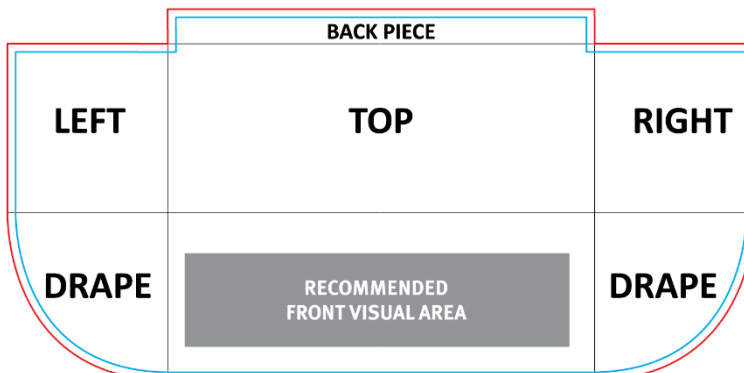 BACK PIECE
LEFT
TOP
RIGHT
DRAPE
RECOMMENDED
FRONT VISUAL AREA
DRAPE